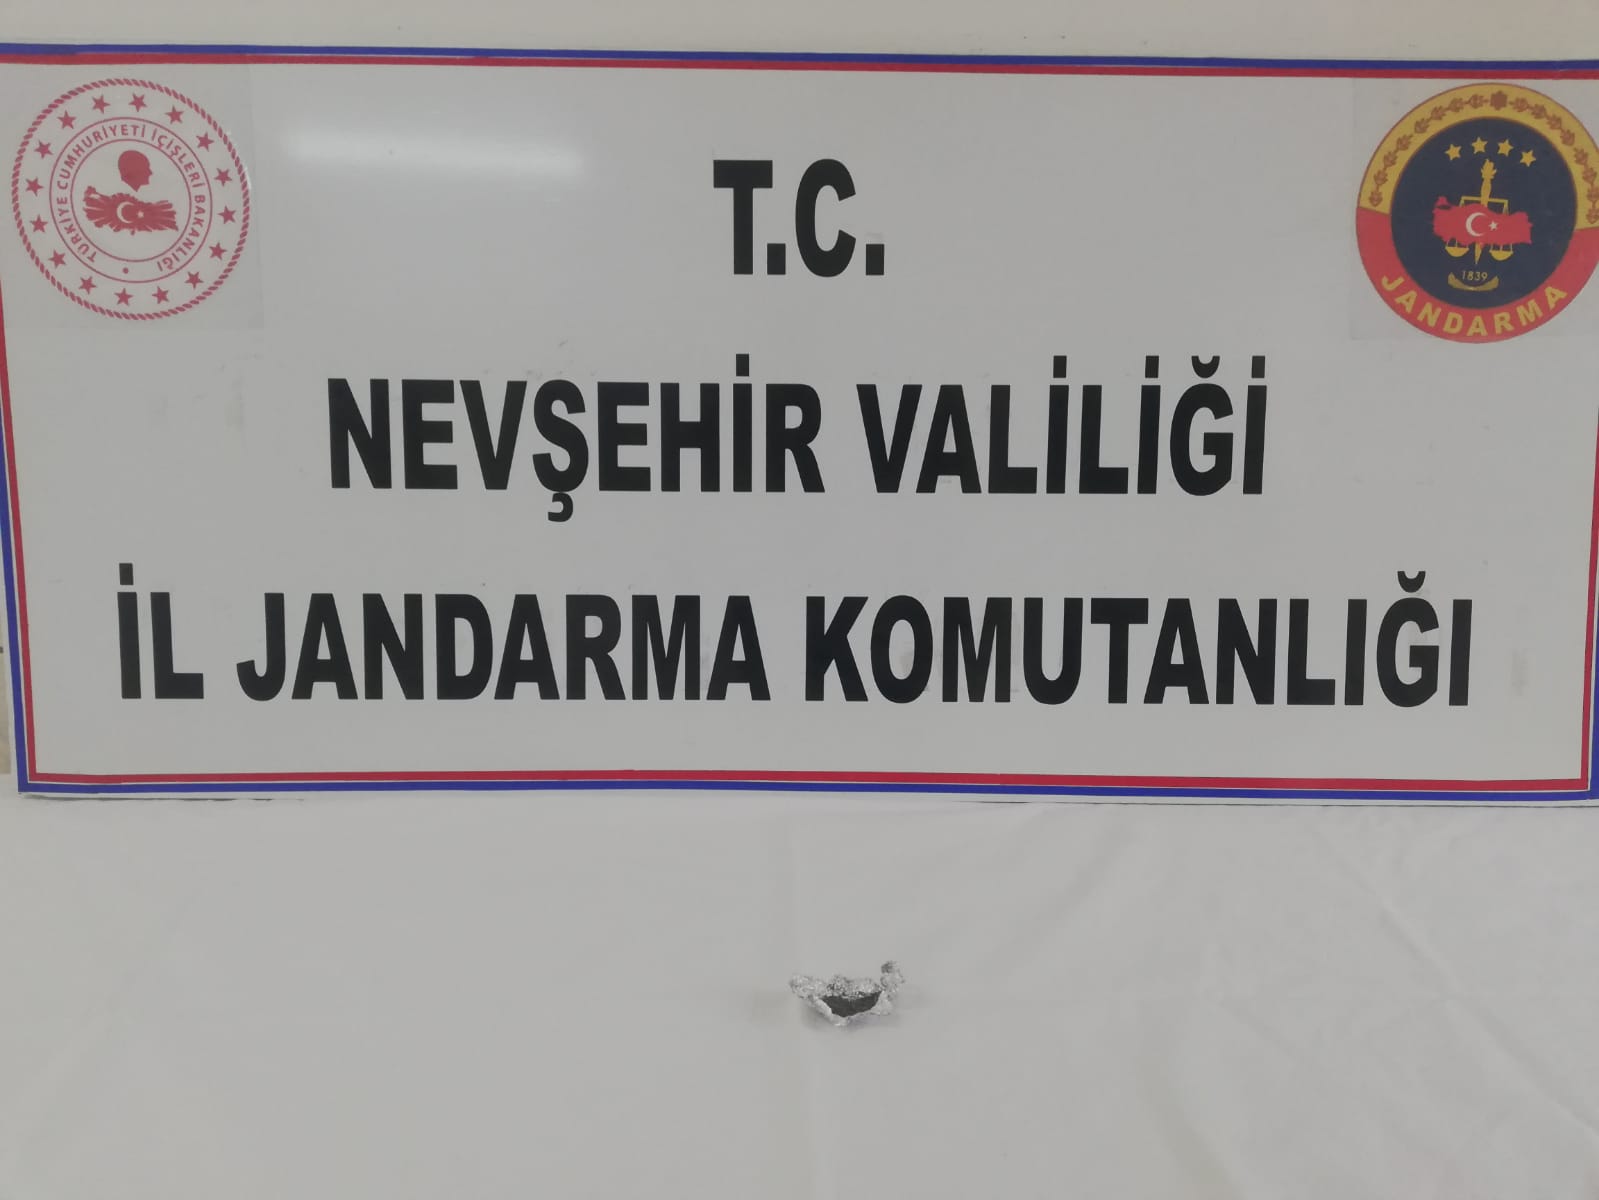 TÜRKİYE CUMHURİYETİ İÇİŞLERİ BAKANLIĞI
T.C.
1839
JANDARMA
NEVŞEHİR VALİLİĞİ
İL JANDARMA KOMUTANLIĞI